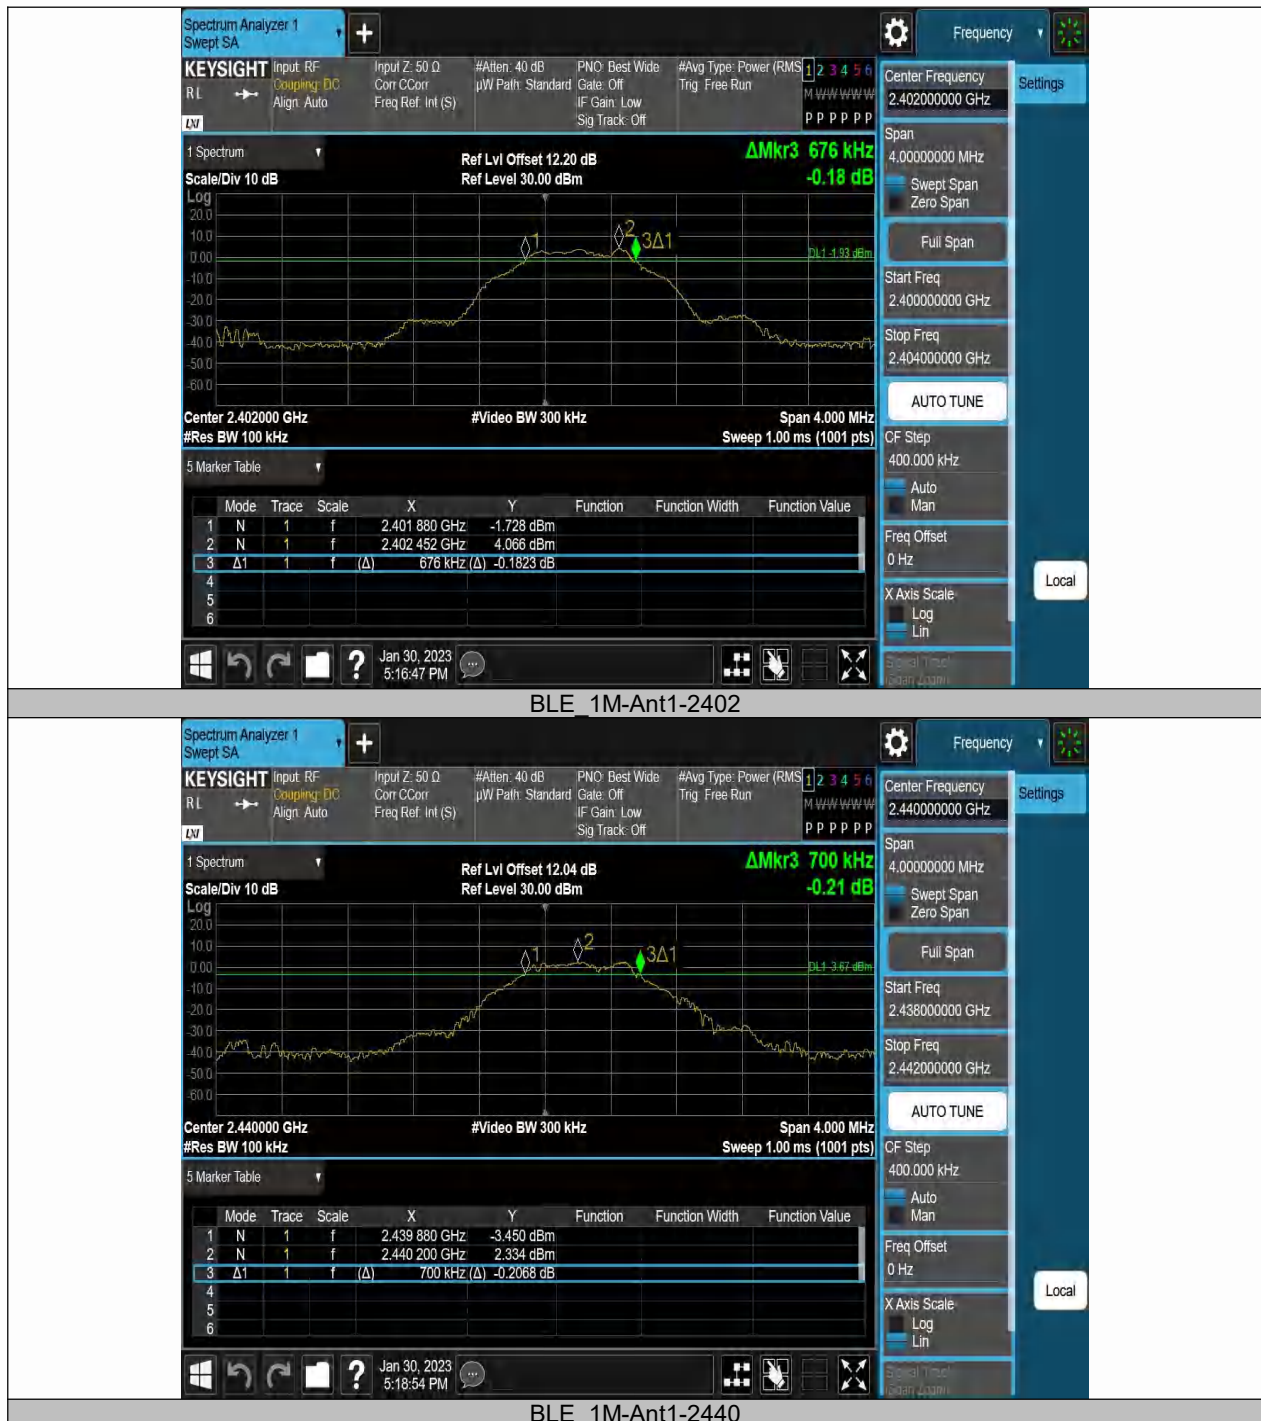 Spectrum Analyzer 1
Swept SA
+
Frequency
KEYSIGHT
RL
LXI
Input: RF
Coupling: DC
Align: Auto
Input Z: 50 Ω
Corr CCorr
Freq Ref: Int (S)
#Atten: 40 dB
µW Path: Standard
PNO: Best Wide
Gate: Off
IF Gain: Low
Sig Track: Off
#Avg Type: Power (RMS
Trig: Free Run
1 2 3 4 5 6
M W W W W W
P P P P P P
Center Frequency
2.402000000 GHz
Settings
Span
4.00000000 MHz
Swept Span
Zero Span
Full Span
Start Freq
2.400000000 GHz
Stop Freq
2.404000000 GHz
AUTO TUNE
CF Step
400.000 kHz
Auto
Man
Freq Offset
0 Hz
X Axis Scale
Log
Lin
Local
1 Spectrum
Scale/Div 10 dB
Ref Lvl Offset 12.20 dB
Ref Level 30.00 dBm
ΔMkr3 676 kHz
-0.18 dB
Log
20.0
10.0
0.00
-10.0
-20.0
-30.0
-40.0
-50.0
-60.0
1
2
3Δ1
DL1 -1.93 dBm
Center 2.402000 GHz
#Video BW 300 kHz
Span 4.000 MHz
#Res BW 100 kHz
Sweep 1.00 ms (1001 pts)
5 Marker Table
Mode Trace Scale X Y Function Function Width Function Value
1 N 1 f 2.401 880 GHz -1.728 dBm
2 N 1 f 2.402 452 GHz 4.066 dBm
3 Δ1 1 f (Δ) 676 kHz (Δ) -0.1823 dB
4
5
6
?
Jan 30, 2023
5:16:47 PM
BLE_1M-Ant1-2402
Spectrum Analyzer 1
Swept SA
+
Frequency
KEYSIGHT
RL
LXI
Input: RF
Coupling: DC
Align: Auto
Input Z: 50 Ω
Corr CCorr
Freq Ref: Int (S)
#Atten: 40 dB
µW Path: Standard
PNO: Best Wide
Gate: Off
IF Gain: Low
Sig Track: Off
#Avg Type: Power (RMS
Trig: Free Run
1 2 3 4 5 6
M W W W W W
P P P P P P
Center Frequency
2.440000000 GHz
Settings
Span
4.00000000 MHz
Swept Span
Zero Span
Full Span
Start Freq
2.438000000 GHz
Stop Freq
2.442000000 GHz
AUTO TUNE
CF Step
400.000 kHz
Auto
Man
Freq Offset
0 Hz
X Axis Scale
Log
Lin
Local
1 Spectrum
Scale/Div 10 dB
Ref Lvl Offset 12.04 dB
Ref Level 30.00 dBm
ΔMkr3 700 kHz
-0.21 dB
Log
20.0
10.0
0.00
-10.0
-20.0
-30.0
-40.0
-50.0
-60.0
1
2
3Δ1
DL1 -3.67 dBm
Center 2.440000 GHz
#Video BW 300 kHz
Span 4.000 MHz
#Res BW 100 kHz
Sweep 1.00 ms (1001 pts)
5 Marker Table
Mode Trace Scale X Y Function Function Width Function Value
1 N 1 f 2.439 880 GHz -3.450 dBm
2 N 1 f 2.440 200 GHz 2.334 dBm
3 Δ1 1 f (Δ) 700 kHz (Δ) -0.2068 dB
4
5
6
?
Jan 30, 2023
5:18:54 PM
BLE_1M-Ant1-2440